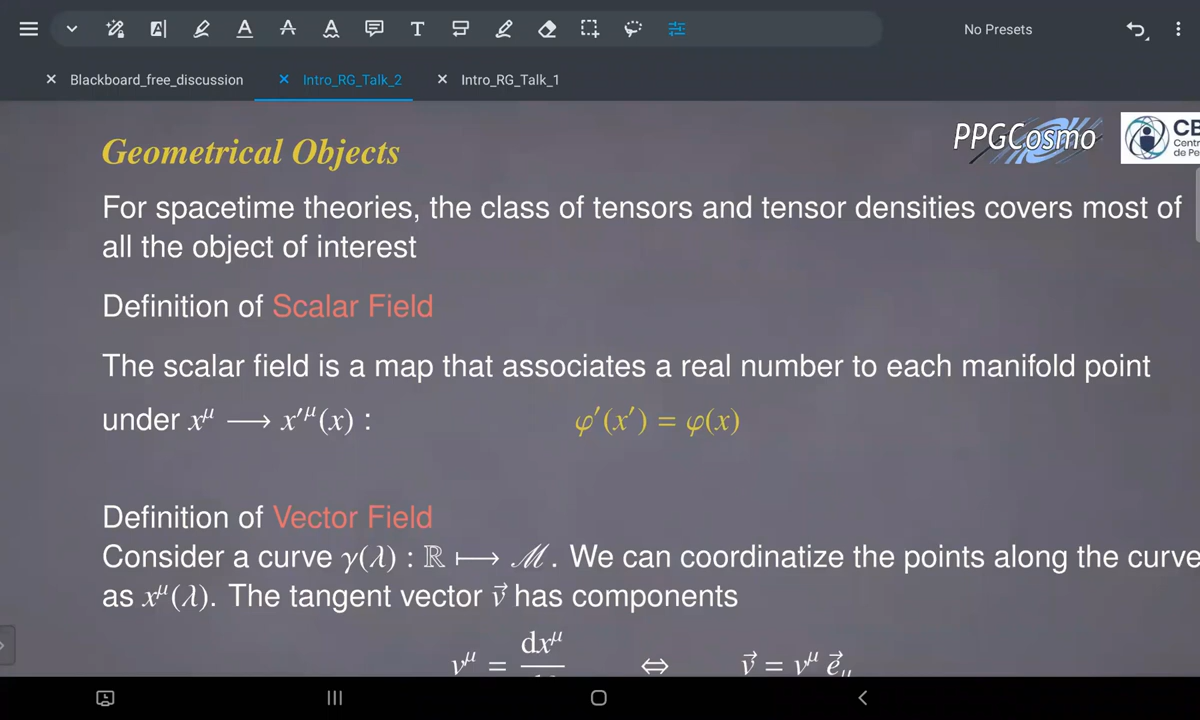 No Presets
Blackboard_free_discussion
Intro_RG_Talk_2
Intro_RG_Talk_1
Geometrical Objects
PPGCosmo
For spacetime theories, the class of tensors and tensor densities covers most of
all the object of interest
Definition of Scalar Field
The scalar field is a map that associates a real number to each manifold point
under x^μ ⟶ x′^μ(x) : φ′(x′) = φ(x)
Definition of Vector Field
Consider a curve γ(λ) : ℝ ⟼ ℳ. We can coordinatize the points along the curve
as x^μ(λ). The tangent vector v⃗ has components
v^μ = dx^μ ⇔ v⃗ = v^μ e⃗_μ